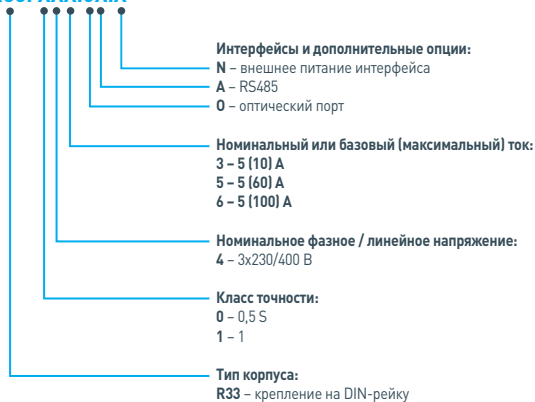 Интерфейсы и дополнительные опции:
N – внешнее питание интерфейса
A – RS485
O – оптический порт
Номинальный или базовый (максимальный) ток:
3 – 5 (10) А
5 – 5 (60) А
6 – 5 (100) А
Номинальное фазное / линейное напряжение:
4 – 3x230/400 В
Класс точности:
0 – 0,5 S
1 – 1
Тип корпуса:
R33 – крепление на DIN-рейку